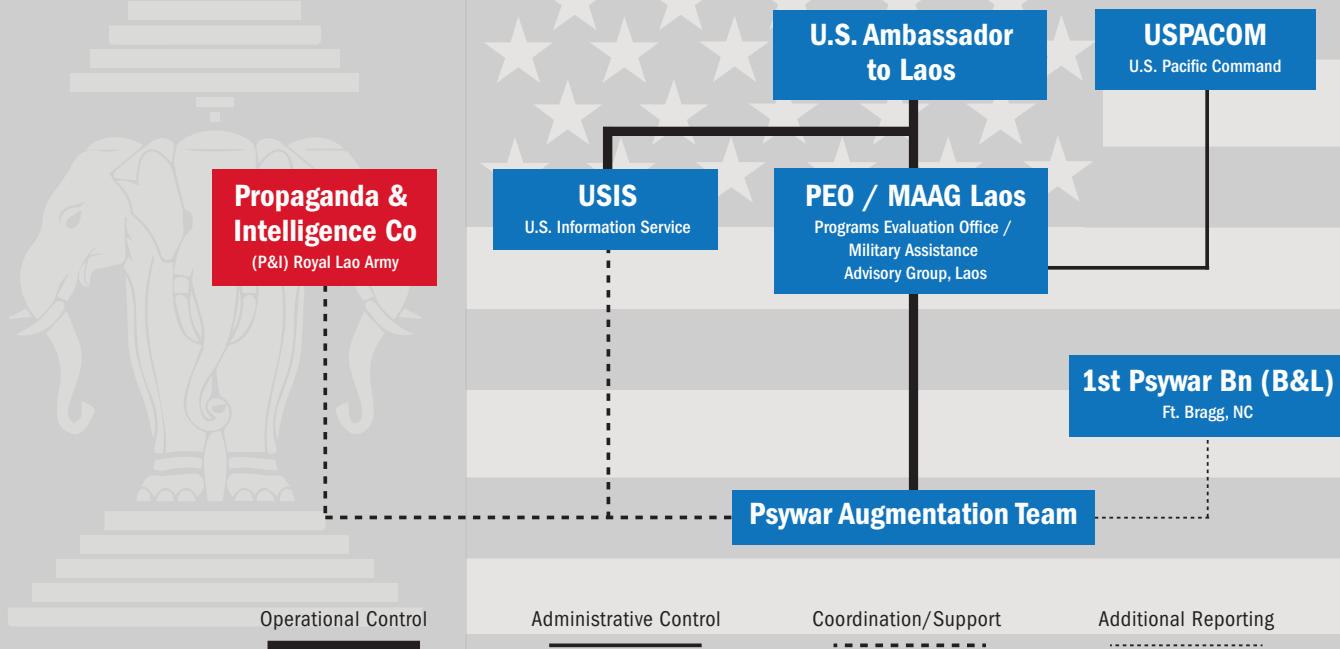 U.S. Ambassador
to Laos
USPACOM
U.S. Pacific Command
Propaganda &
Intelligence Co
(P&I) Royal Lao Army
USIS
U.S. Information Service
PEO / MAAG Laos
Programs Evaluation Office /
Military Assistance
Advisory Group, Laos
1st Psywar Bn (B&L)
Ft. Bragg, NC
Psywar Augmentation Team
Operational Control
Administrative Control
Coordination/Support
Additional Reporting